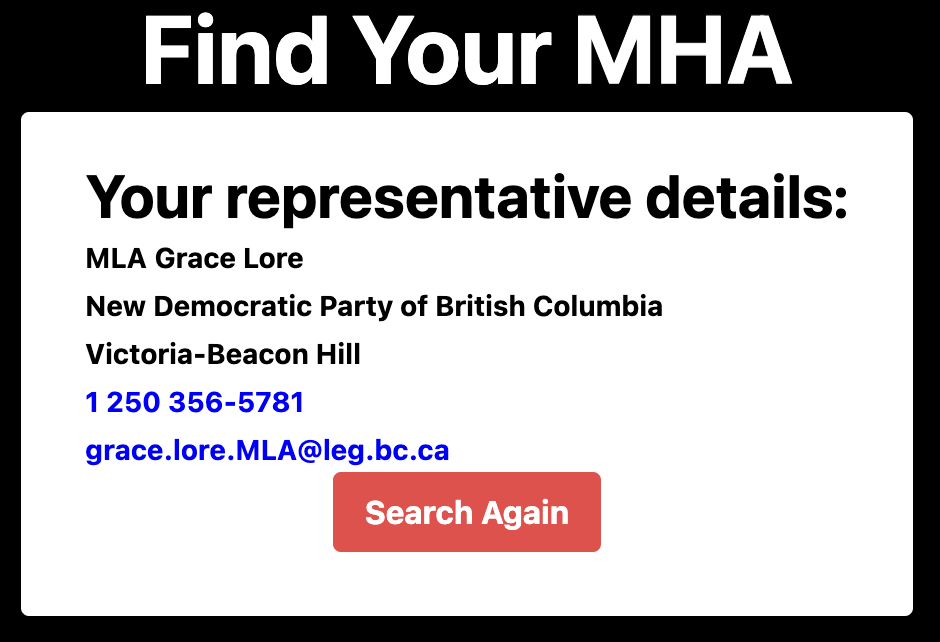 Find Your MHA
Your representative details:
MLA Grace Lore
New Democratic Party of British Columbia
Victoria-Beacon Hill
1 250 356-5781
grace.lore.MLA@leg.bc.ca
Search Again